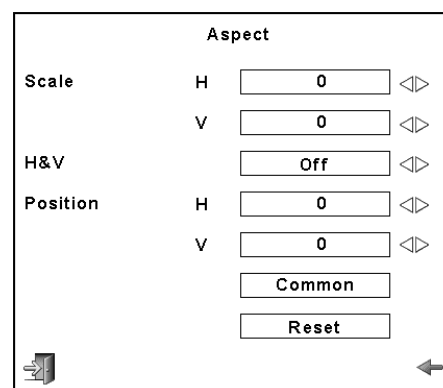 Aspect
Scale H 0
V 0
H&V Off
Position H 0
V 0
Common
Reset